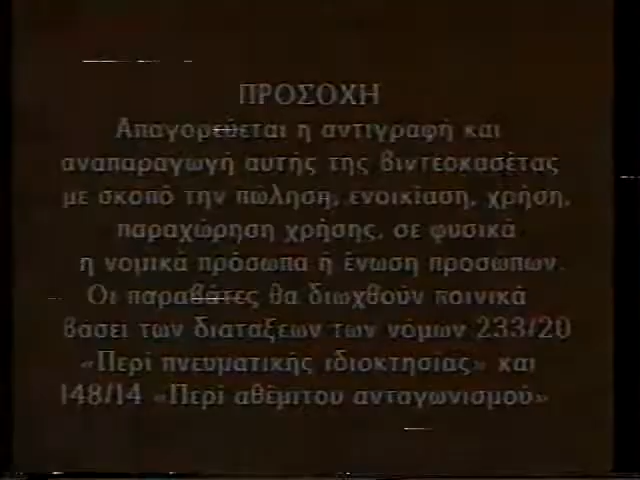 ΠΡΟΣΟΧΗ
Απαγορεύεται η αντιγραφή και
αναπαραγωγή αυτής της βιντεοκασέτας
με σκοπό την πώληση, ενοικίαση, χρήση,
παραχώρηση χρήσης, σε φυσικά
η νομικά πρόσωπα ή ένωση προσώπων.
Οι παραβάτες θα διωχθούν ποινικά
βάσει των διατάξεων των νόμων 233/20
«Περί πνευματικής ιδιοκτησίας» και
148/14 «Περί αθέμιτου ανταγωνισμού»